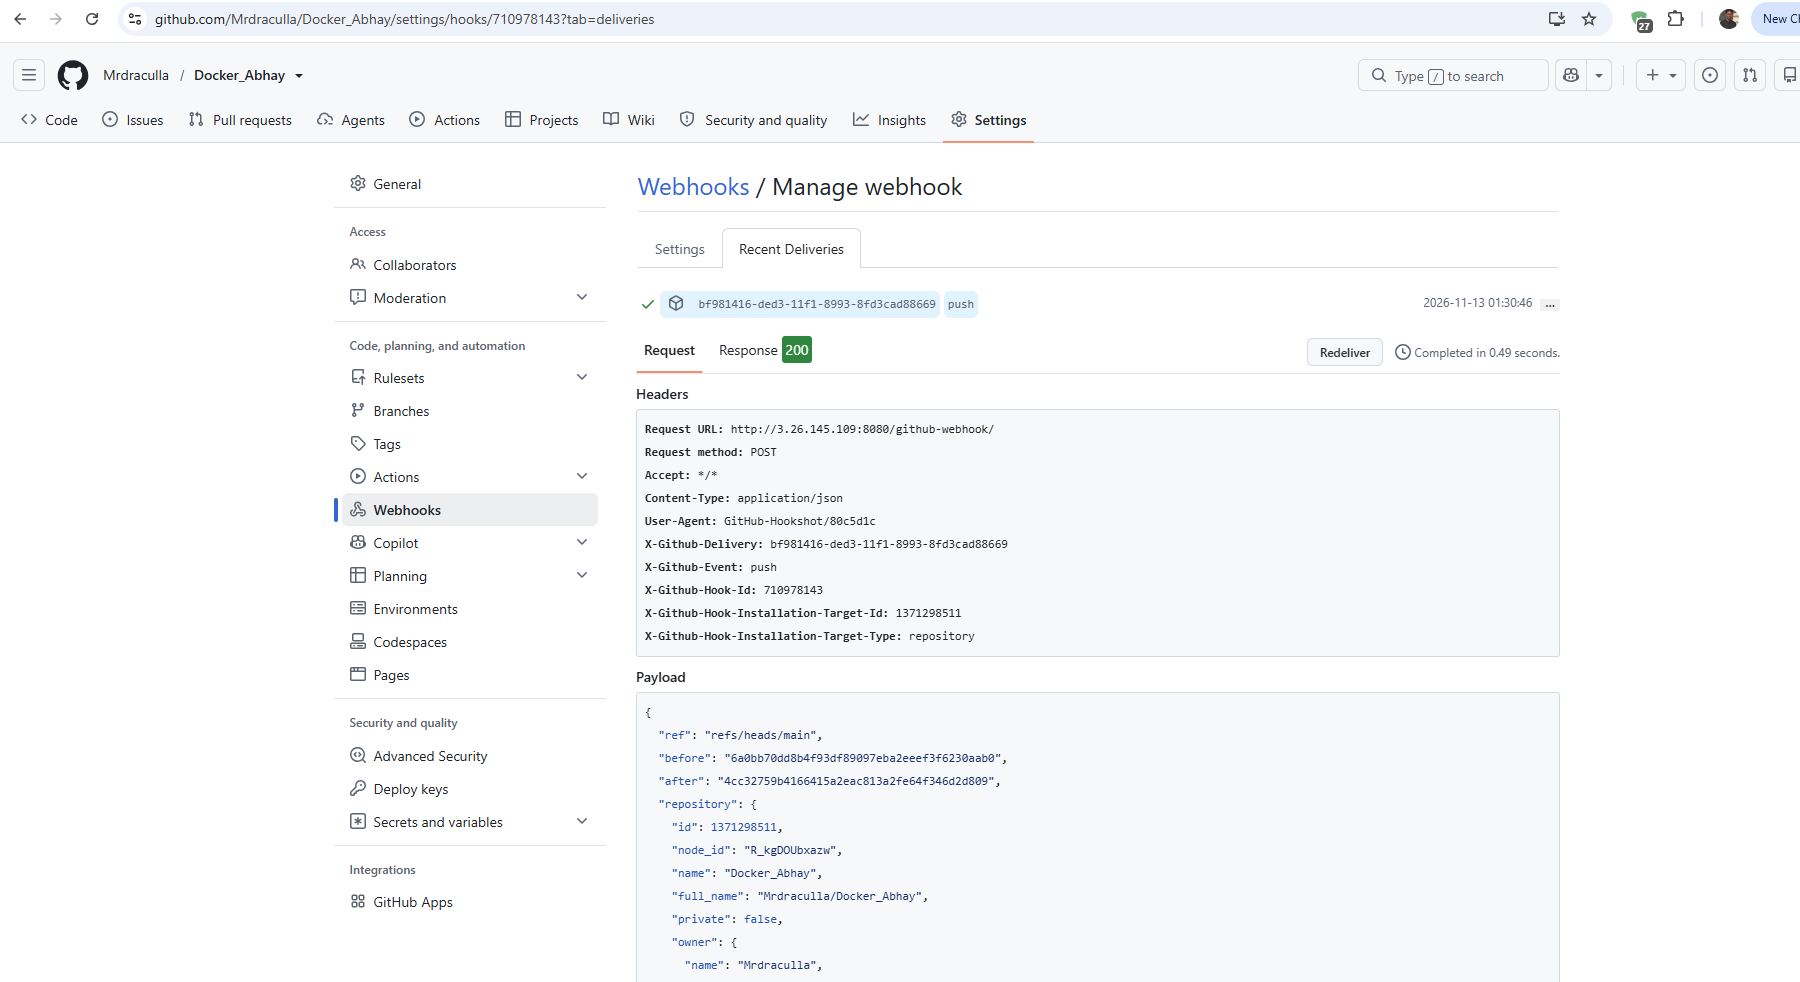 github.com/Mrdraculla/Docker_Abhay/settings/hooks/710978143?tab=deliveries
27
New Ch
Mrdraculla / Docker_Abhay
Type / to search
Code
Issues
Pull requests
Agents
Actions
Projects
Wiki
Security and quality
Insights
Settings
General
Access
Collaborators
Moderation
Code, planning, and automation
Rulesets
Branches
Tags
Actions
Webhooks
Copilot
Planning
Environments
Codespaces
Pages
Security and quality
Advanced Security
Deploy keys
Secrets and variables
Integrations
GitHub Apps
Webhooks / Manage webhook
Settings
Recent Deliveries
bf981416-ded3-11f1-8993-8fd3cad88669 push
2026-11-13 01:30:46 ...
Request
Response 200
Redeliver
Completed in 0.49 seconds.
Headers
Request URL: http://3.26.145.109:8080/github-webhook/
Request method: POST
Accept: */*
Content-Type: application/json
User-Agent: GitHub-Hookshot/80c5d1c
X-Github-Delivery: bf981416-ded3-11f1-8993-8fd3cad88669
X-Github-Event: push
X-Github-Hook-Id: 710978143
X-Github-Hook-Installation-Target-Id: 1371298511
X-Github-Hook-Installation-Target-Type: repository
Payload
{
"ref": "refs/heads/main",
"before": "6a0bb70dd8b4f93df89097eba2eeef3f6230aab0",
"after": "4cc32759b4166415a2eac813a2fe64f346d2d809",
"repository": {
"id": 1371298511,
"node_id": "R_kgDOUbxazw",
"name": "Docker_Abhay",
"full_name": "Mrdraculla/Docker_Abhay",
"private": false,
"owner": {
"name": "Mrdraculla",